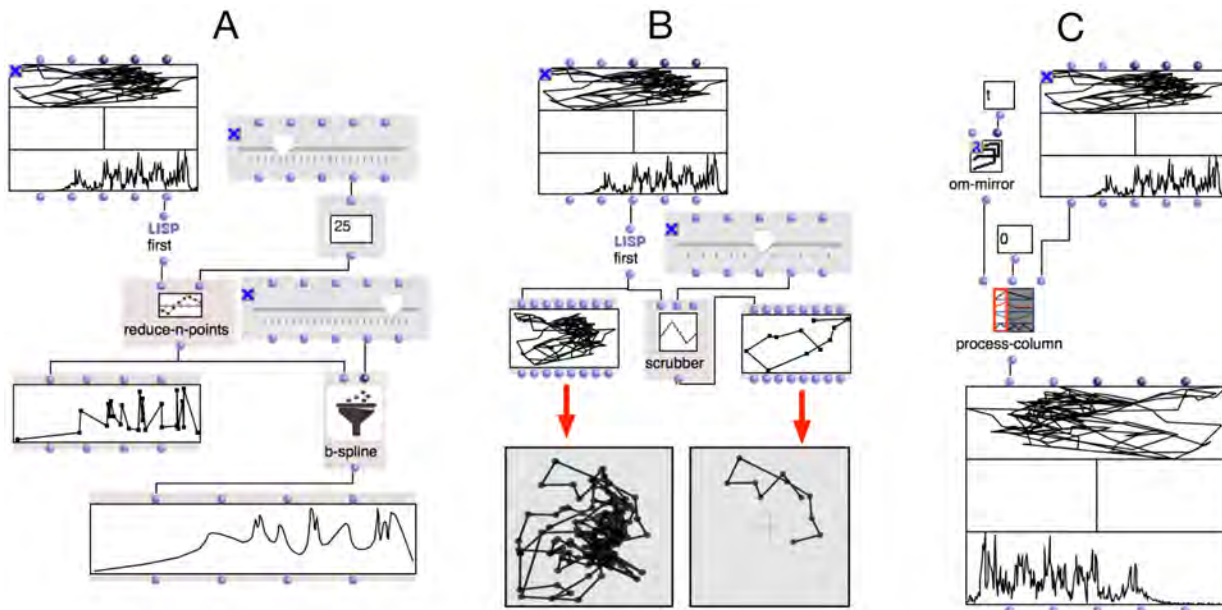 A
B
C
LISP
first
25
reduce-n-points
b-spline
LISP
first
scrubber
t
om-mirror
0
process-column